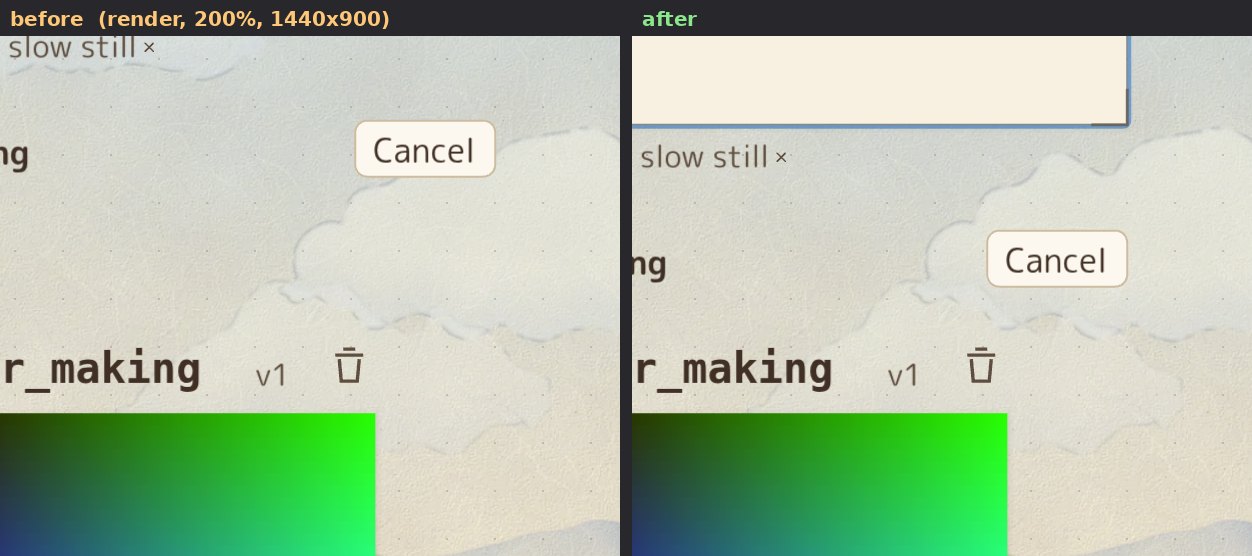 before (render, 200%, 1440x900)
slow still ×
ng
Cancel
r_making v1
after
slow still ×
ng
Cancel
r_making v1